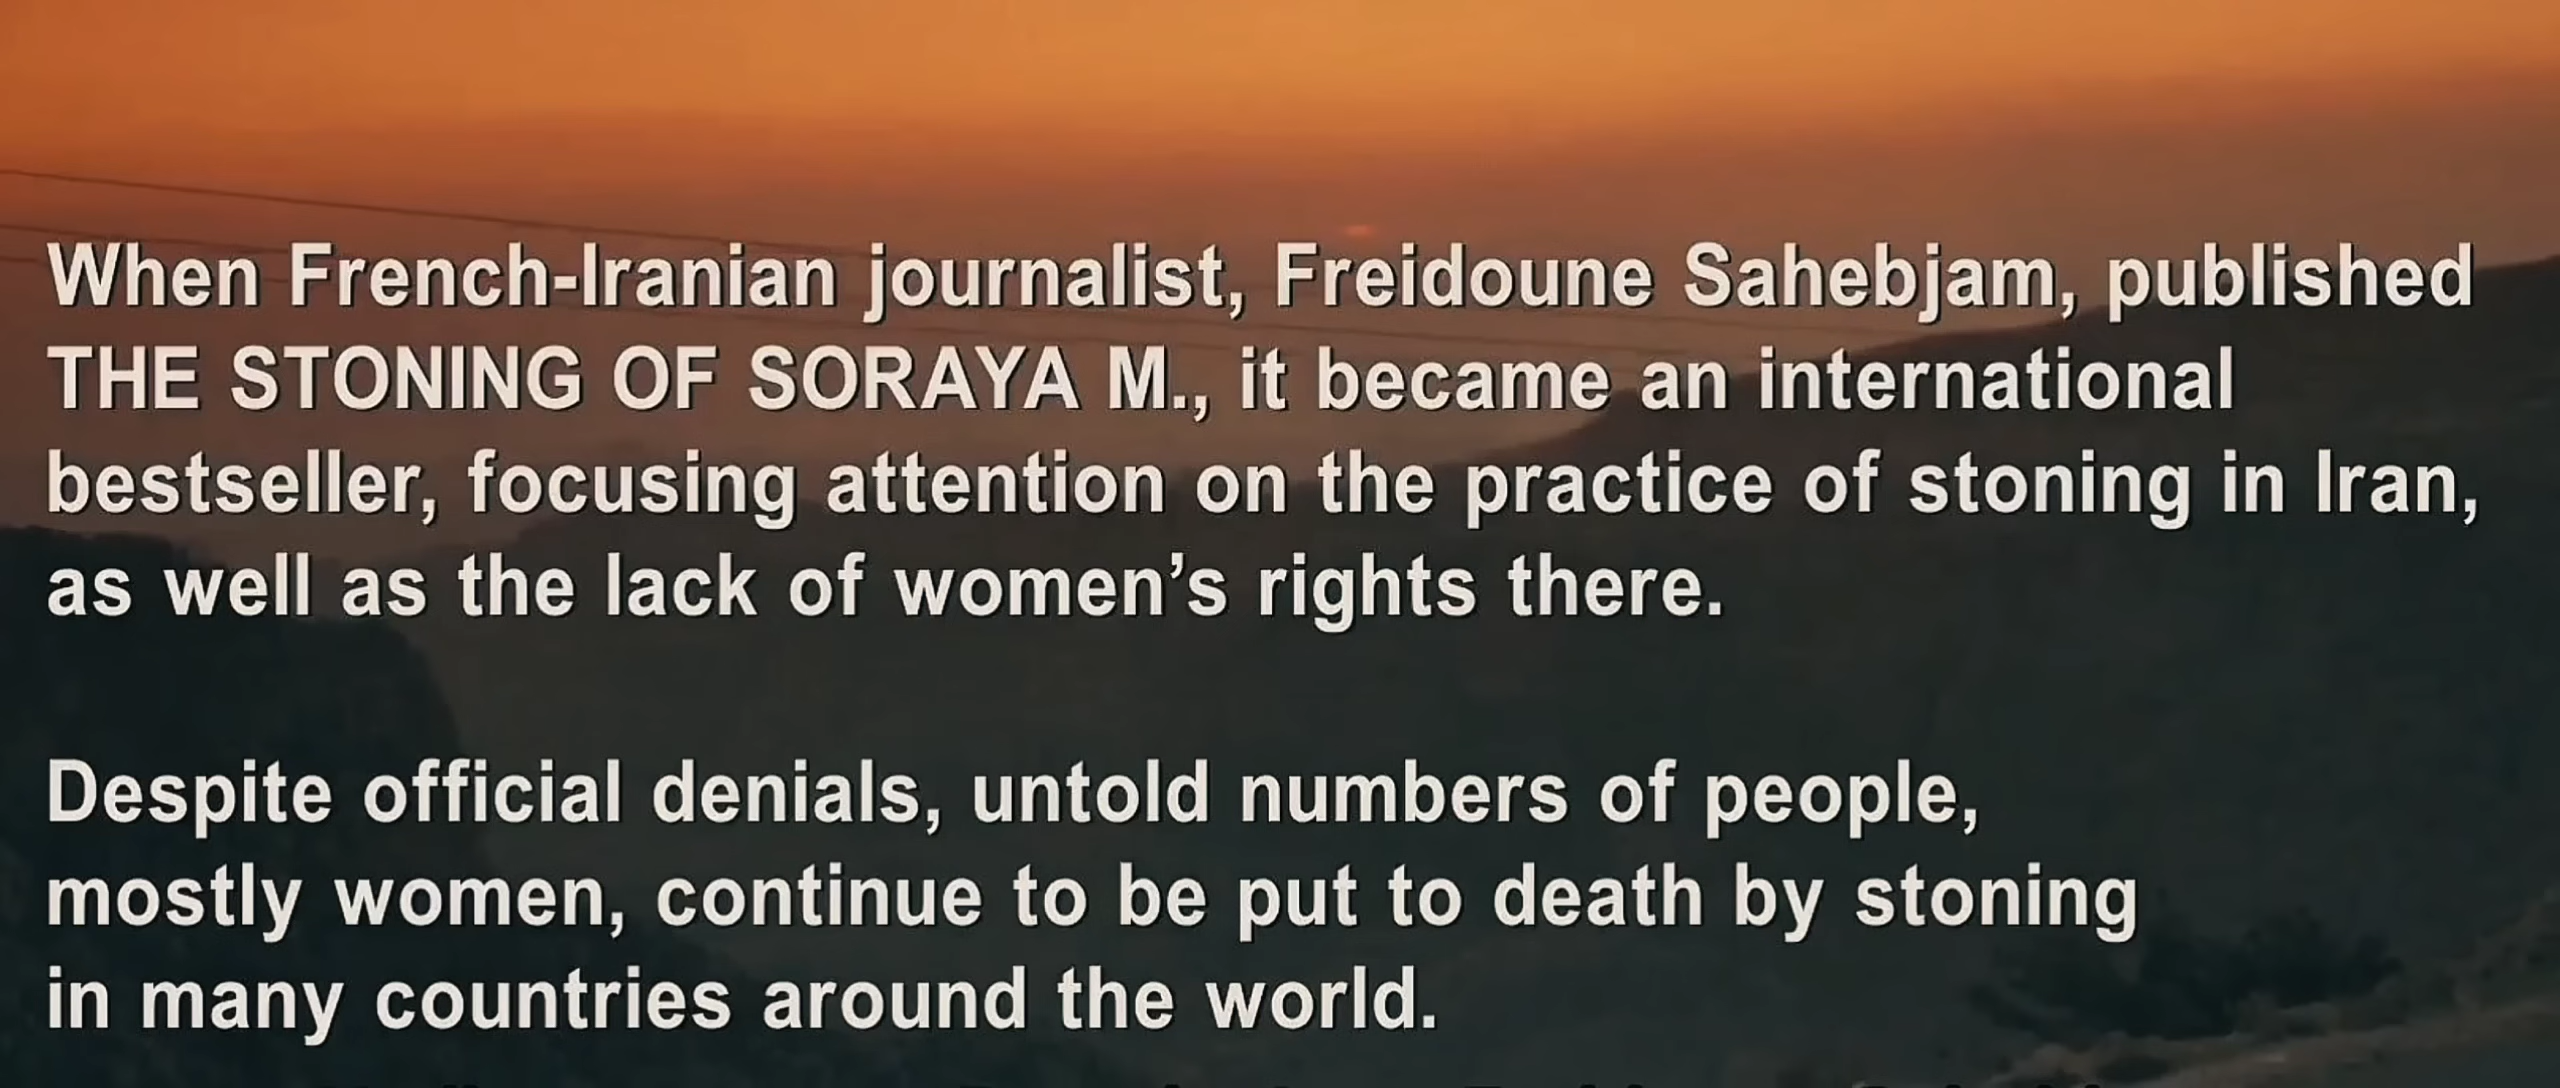 When French-Iranian journalist, Freidoune Sahebjam, published
THE STONING OF SORAYA M., it became an international
bestseller, focusing attention on the practice of stoning in Iran,
as well as the lack of women’s rights there.
Despite official denials, untold numbers of people,
mostly women, continue to be put to death by stoning
in many countries around the world.